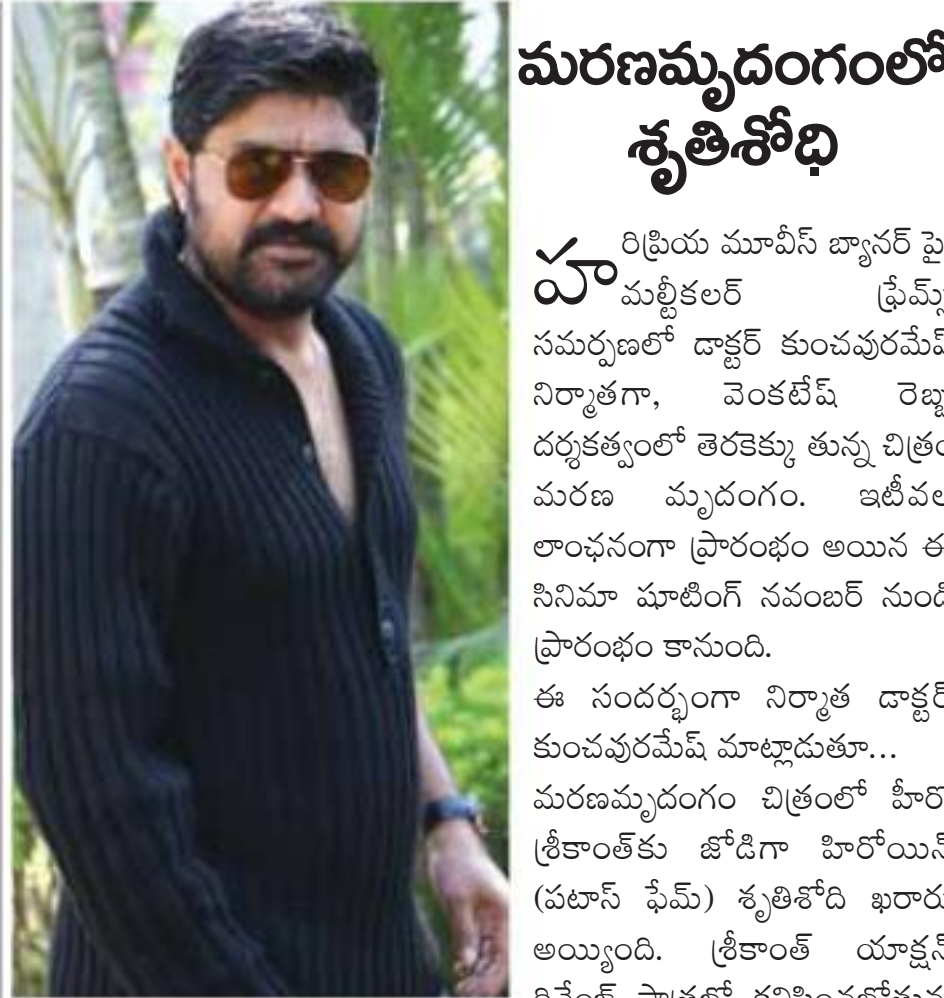 మరణమృదంగంలో
శృతిశోధి
హరిప్రియ మూవీస్ బ్యానర్ పై
మల్టీకలర్ ఫ్రేమ్స్
సమర్పణలో డాక్టర్ కుంచవురమేష్
నిర్మాతగా, వెంకటేష్ రెబ్బ
దర్శకత్వంలో తెరకెక్కు తున్న చిత్రం
మరణ మృదంగం. ఇటీవల
లాంఛనంగా ప్రారంభం అయిన ఈ
సినిమా షూటింగ్ నవంబర్ నుండి
ప్రారంభం కానుంది.
ఈ సందర్భంగా నిర్మాత డాక్టర్
కుంచవురమేష్ మాట్లాడుతూ...
మరణమృదంగం చిత్రంలో హీరో
శ్రీకాంత్‌కు జోడిగా హిరోయిన్
(పటాస్ ఫేమ్) శృతిశోది ఖరారు
అయ్యింది. శ్రీకాంత్ యాక్షన్